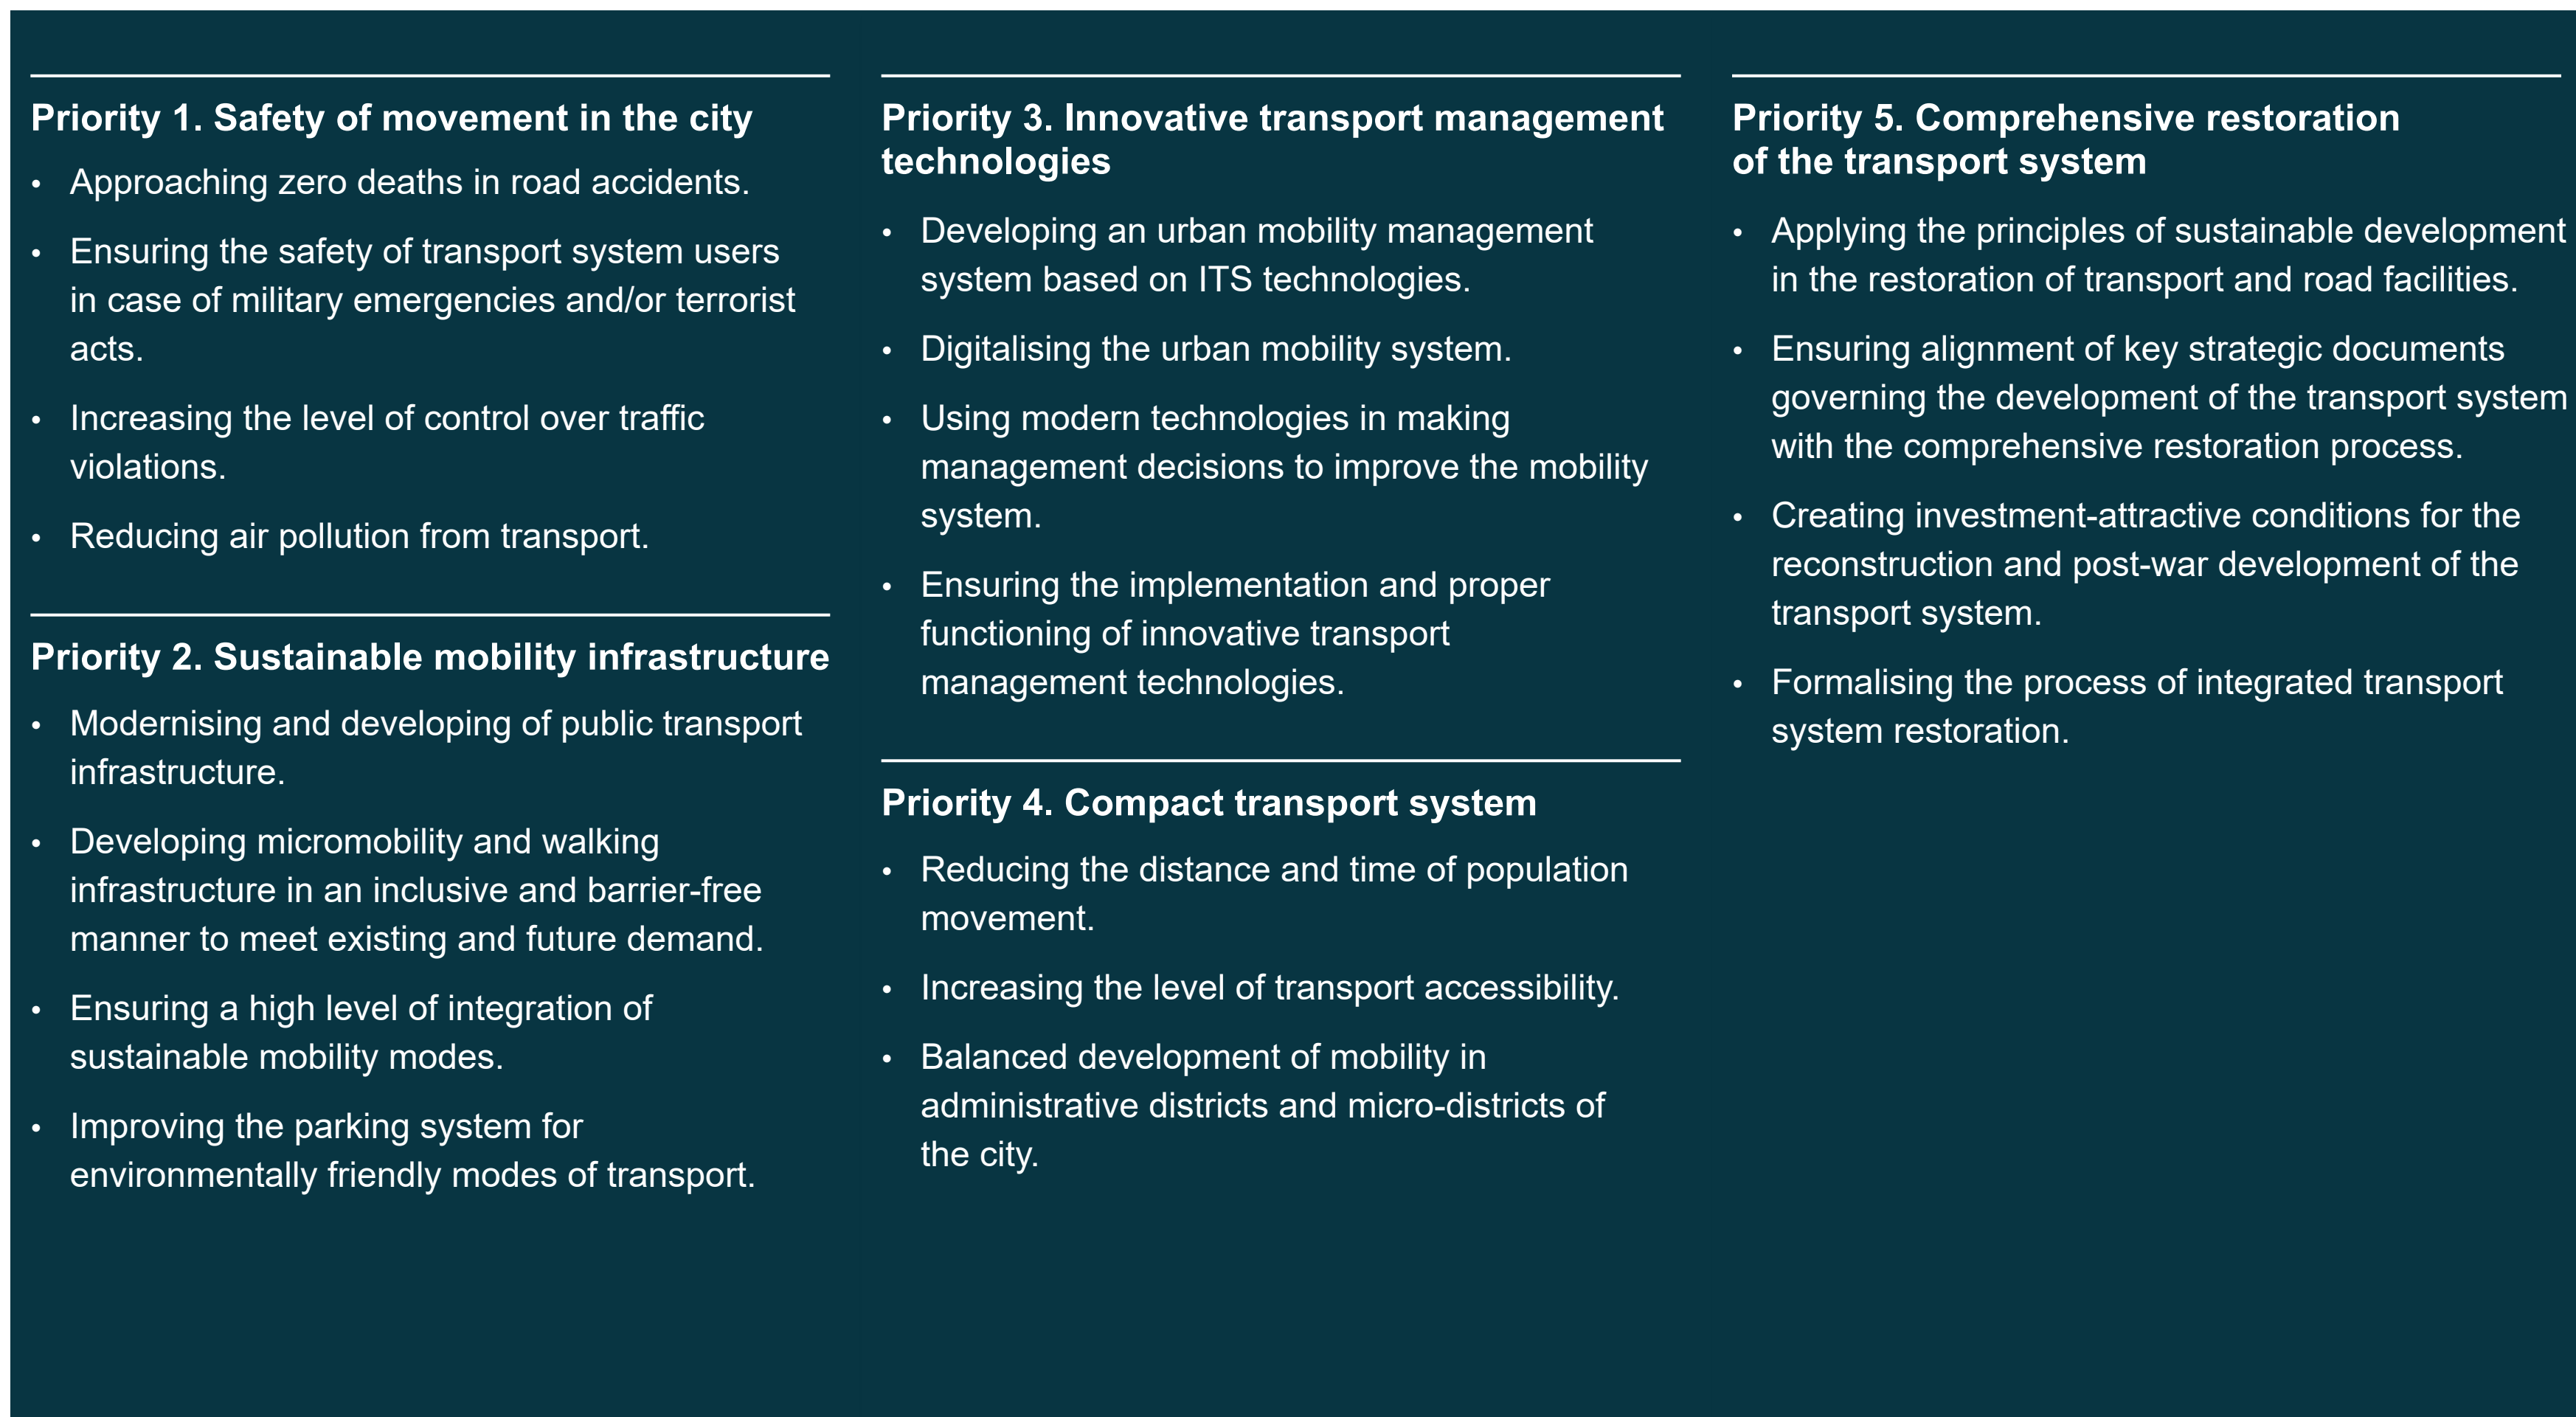 Priority 1. Safety of movement in the city
• Approaching zero deaths in road accidents.
• Ensuring the safety of transport system users
in case of military emergencies and/or terrorist
acts.
• Increasing the level of control over traffic
violations.
• Reducing air pollution from transport.
Priority 2. Sustainable mobility infrastructure
• Modernising and developing of public transport
infrastructure.
• Developing micromobility and walking
infrastructure in an inclusive and barrier-free
manner to meet existing and future demand.
• Ensuring a high level of integration of
sustainable mobility modes.
• Improving the parking system for
environmentally friendly modes of transport.
Priority 3. Innovative transport management
technologies
• Developing an urban mobility management
system based on ITS technologies.
• Digitalising the urban mobility system.
• Using modern technologies in making
management decisions to improve the mobility
system.
• Ensuring the implementation and proper
functioning of innovative transport
management technologies.
Priority 4. Compact transport system
• Reducing the distance and time of population
movement.
• Increasing the level of transport accessibility.
• Balanced development of mobility in
administrative districts and micro-districts of
the city.
Priority 5. Comprehensive restoration
of the transport system
• Applying the principles of sustainable development
in the restoration of transport and road facilities.
• Ensuring alignment of key strategic documents
governing the development of the transport system
with the comprehensive restoration process.
• Creating investment-attractive conditions for the
reconstruction and post-war development of the
transport system.
• Formalising the process of integrated transport
system restoration.